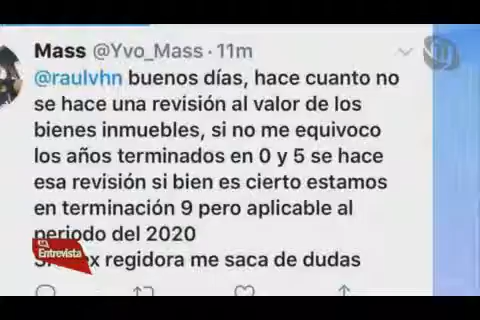 Mass @Yvo_Mass · 11m
@raulvhn buenos días, hace cuanto no
se hace una revisión al valor de los
bienes inmuebles, si no me equivoco
los años terminados en 0 y 5 se hace
esa revisión si bien es cierto estamos
en terminación 9 pero aplicable al
periodo del 2020
regidora me saca de dudas
Entrevista